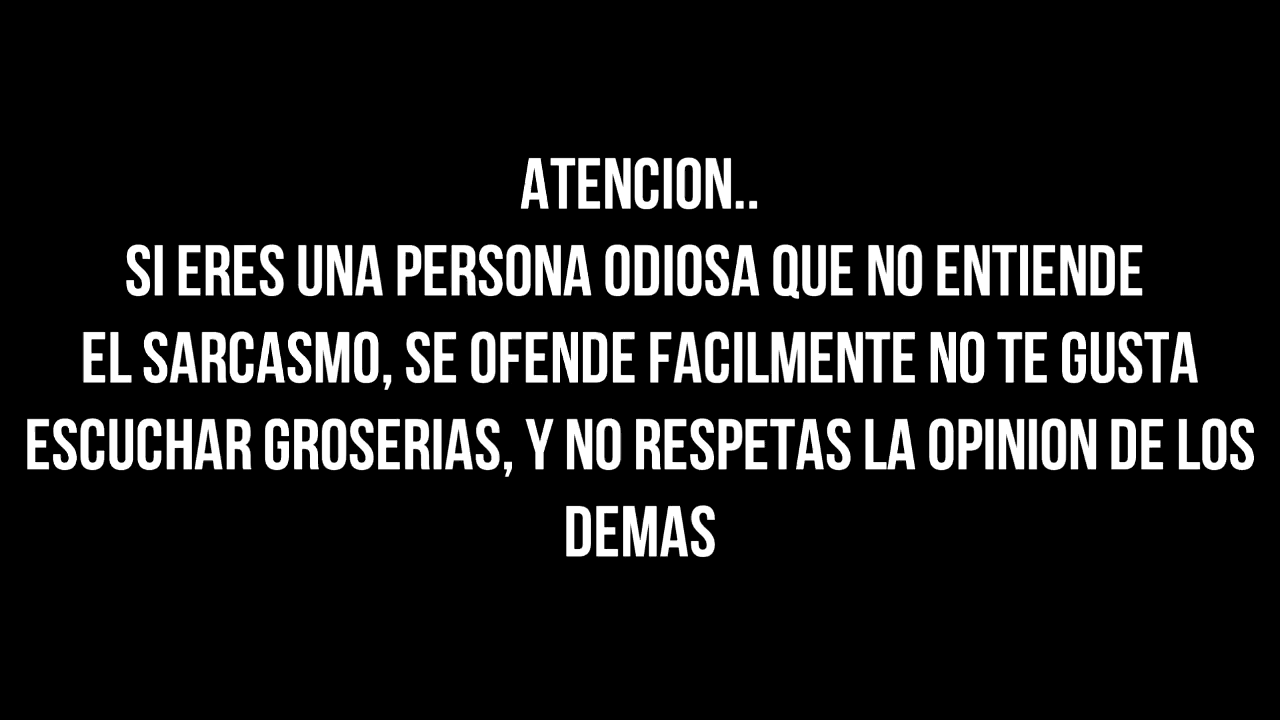 ATENCION..
SI ERES UNA PERSONA ODIOSA QUE NO ENTIENDE
EL SARCASMO, SE OFENDE FACILMENTE NO TE GUSTA
ESCUCHAR GROSERIAS, Y NO RESPETAS LA OPINION DE LOS
DEMAS